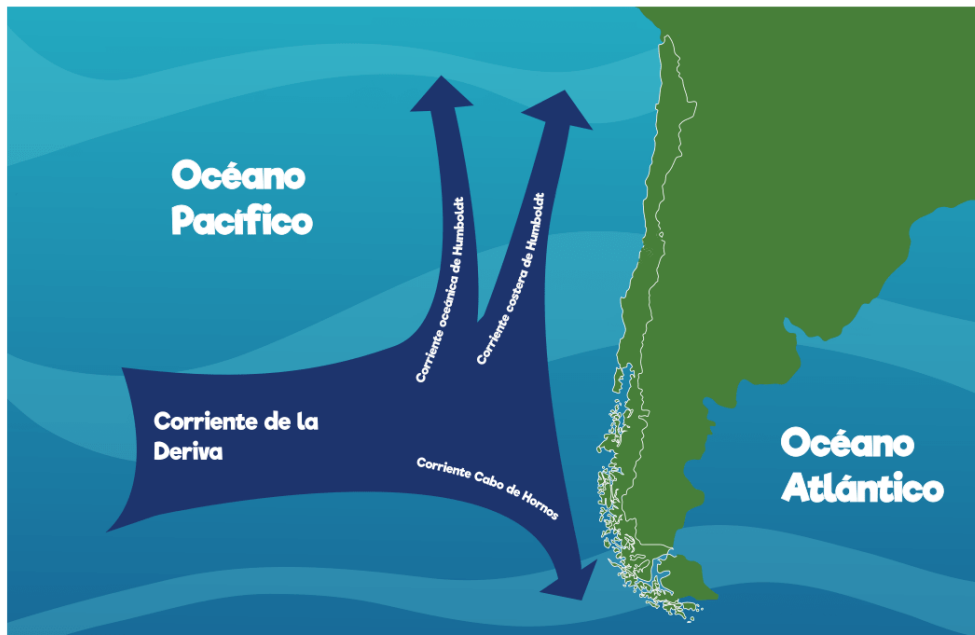 Océano
Pacífico
Corriente oceánica de Humboldt
Corriente costera de Humboldt
Corriente de la
Deriva
Corriente Cabo de Hornos
Océano
Atlántico